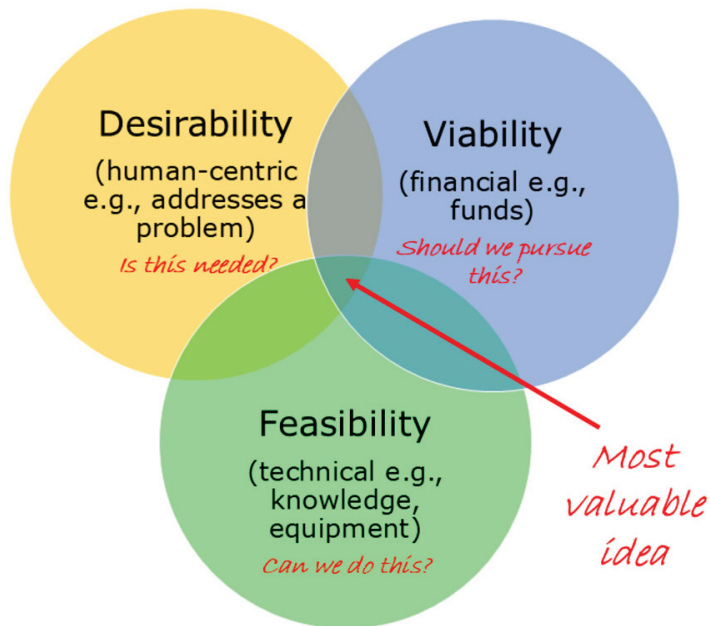 Desirability
(human-centric
e.g., addresses a
problem)
Is this needed?
Viability
(financial e.g.,
funds)
Should we pursue
this?
Feasibility
(technical e.g.,
knowledge,
equipment)
Can we do this?
Most
valuable
idea